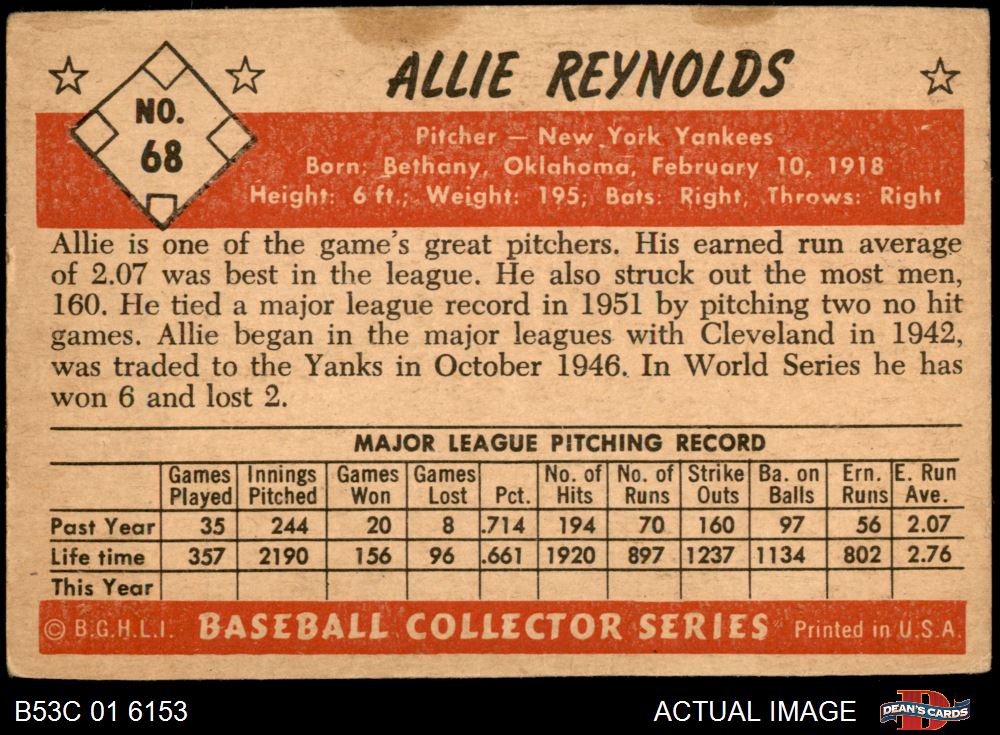 ALLIE REYNOLDS
NO.
68
Pitcher — New York Yankees
Born: Bethany, Oklahoma, February 10, 1918
Height: 6 ft.; Weight: 195; Bats: Right, Throws: Right
Allie is one of the game's great pitchers. His earned run average
of 2.07 was best in the league. He also struck out the most men,
160. He tied a major league record in 1951 by pitching two no hit
games. Allie began in the major leagues with Cleveland in 1942,
was traded to the Yanks in October 1946. In World Series he has
won 6 and lost 2.
MAJOR LEAGUE PITCHING RECORD
Games Innings Games Games No. of No. of Strike Ba. on Ern. E. Run
Played Pitched Won Lost Pct. Hits Runs Outs Balls Runs Ave.
Past Year 35 244 20 8 .714 194 70 160 97 56 2.07
Life time 357 2190 156 96 .661 1920 897 1237 1134 802 2.76
This Year
© B.G.H.L.I. BASEBALL COLLECTOR SERIES Printed in U.S.A.
B53C 01 6153 ACTUAL IMAGE DEAN'S CARDS